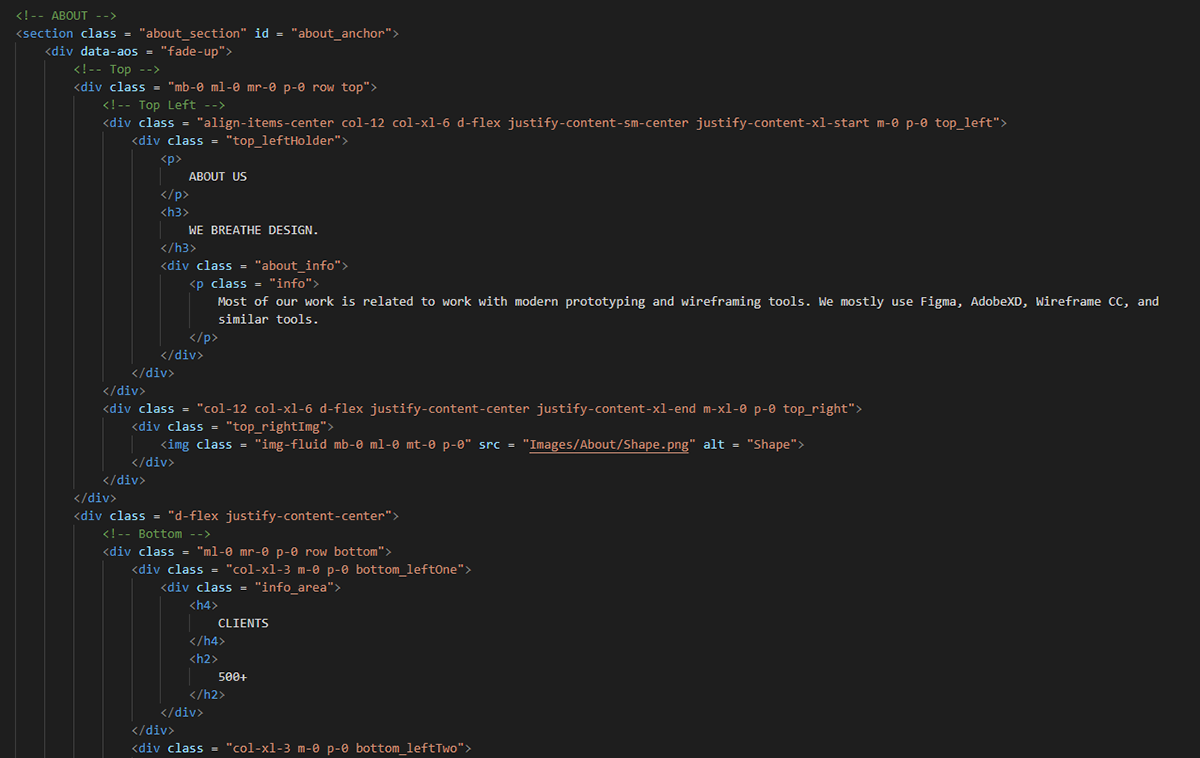 <!-- ABOUT -->
<section class = "about_section" id = "about_anchor">
<div data-aos = "fade-up">
<!-- Top -->
<div class = "mb-0 ml-0 mr-0 p-0 row top">
<!-- Top Left -->
<div class = "align-items-center col-12 col-xl-6 d-flex justify-content-sm-center justify-content-xl-start m-0 p-0 top_left">
<div class = "top_leftHolder">
<p>
ABOUT US
</p>
<h3>
WE BREATHE DESIGN.
</h3>
<div class = "about_info">
<p class = "info">
Most of our work is related to work with modern prototyping and wireframing tools. We mostly use Figma, AdobeXD, Wireframe CC, and
similar tools.
</p>
</div>
</div>
</div>
<div class = "col-12 col-xl-6 d-flex justify-content-center justify-content-xl-end m-xl-0 p-0 top_right">
<div class = "top_rightImg">
<img class = "img-fluid mb-0 ml-0 mt-0 p-0" src = "Images/About/Shape.png" alt = "Shape">
</div>
</div>
</div>
<div class = "d-flex justify-content-center">
<!-- Bottom -->
<div class = "ml-0 mr-0 p-0 row bottom">
<div class = "col-xl-3 m-0 p-0 bottom_leftOne">
<div class = "info_area">
<h4>
CLIENTS
</h4>
<h2>
500+
</h2>
</div>
</div>
<div class = "col-xl-3 m-0 p-0 bottom_leftTwo">